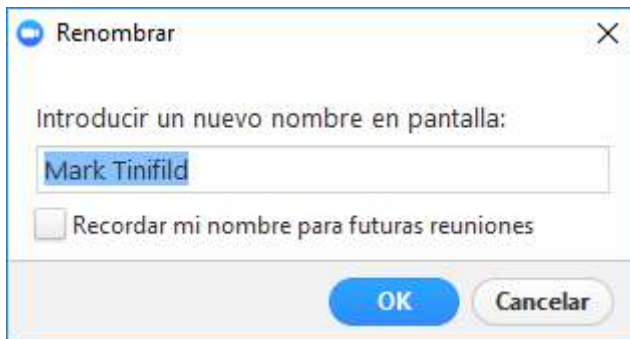 Renombrar
Introducir un nuevo nombre en pantalla:
Mark Tinifild
Recordar mi nombre para futuras reuniones
OK Cancelar